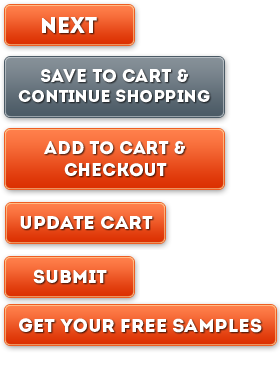 NEXT
SAVE TO CART &
CONTINUE SHOPPING
ADD TO CART &
CHECKOUT
UPDATE CART
SUBMIT
GET YOUR FREE SAMPLES